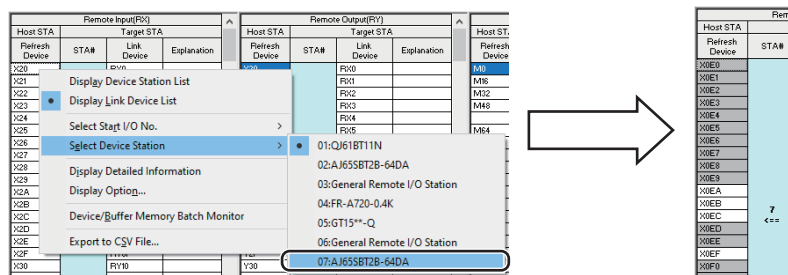 Remote Input(RX)
Host STA Target STA
Refresh Device STA# Link Device Explanation
X20
X21
X22
X23
X24
X25
X26
X27
X28
X29
X2A
X2B
X2C
X2D
X2E
X2F
X30 RY10
Display Device Station List
Display Link Device List
Select Start I/O No. >
Select Device Station >
Display Detailed Information
Display Option...
Device/Buffer Memory Batch Monitor
Export to CSV File...
Remote Output(RY)
Host STA Target STA
Refresh Device STA# Link Device Explanation
RX0
RX1
RX2
RX3
RX4
RX5
Y30
Host ST
Refresh Device
M0
M16
M32
M48
M64
01:QJ61BT11N
02:AJ65SBT2B-64DA
03:General Remote I/O Station
04:FR-A720-0.4K
05:GT15**-Q
06:General Remote I/O Station
07:AJ65SBT2B-64DA
Rem
Host STA
Refresh Device STA#
X0E0
X0E1
X0E2
X0E3
X0E4
X0E5
X0E6
X0E7
X0E8
X0E9
X0EA
X0EB
X0EC
X0ED
X0EE
X0EF
X0F0
7
<==